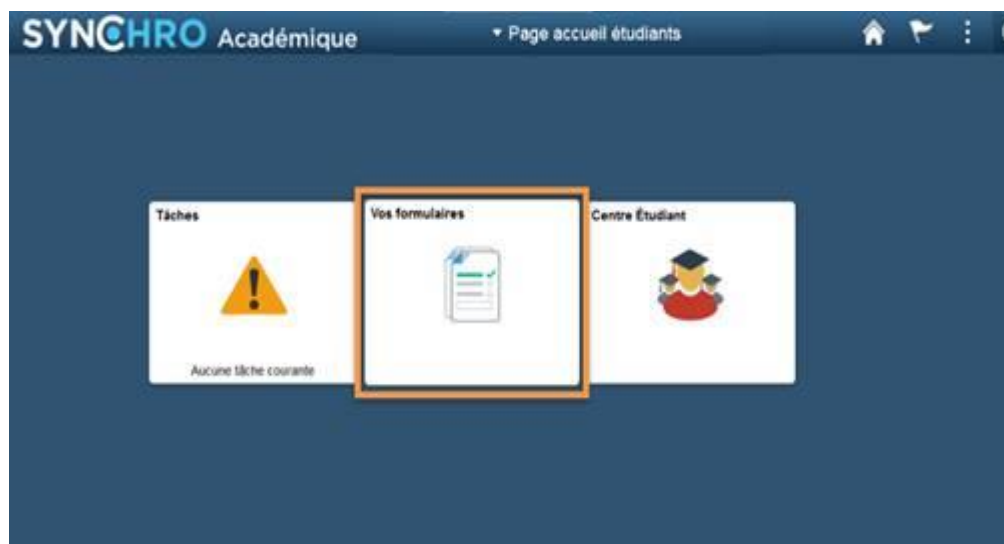 SYNCHRO Académique
Page accueil étudiants
Tâches
Vos formulaires
Centre Étudiant
Aucune tâche courante